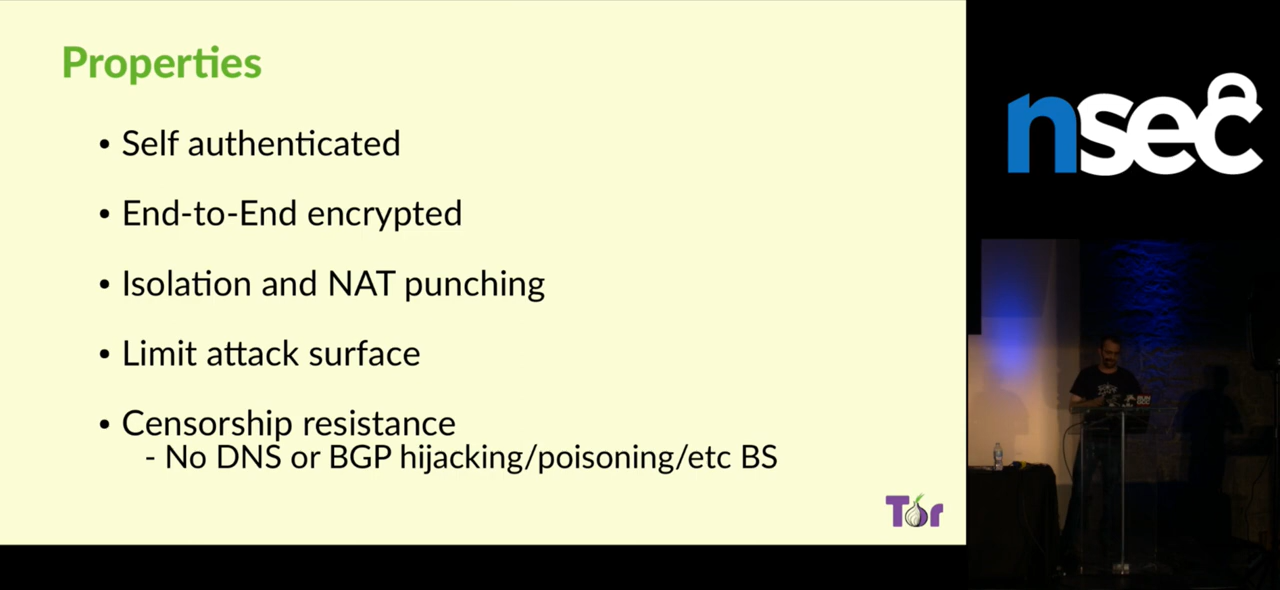 Properties
• Self authenticated
• End-to-End encrypted
• Isolation and NAT punching
• Limit attack surface
• Censorship resistance
- No DNS or BGP hijacking/poisoning/etc BS
Tor
nsec